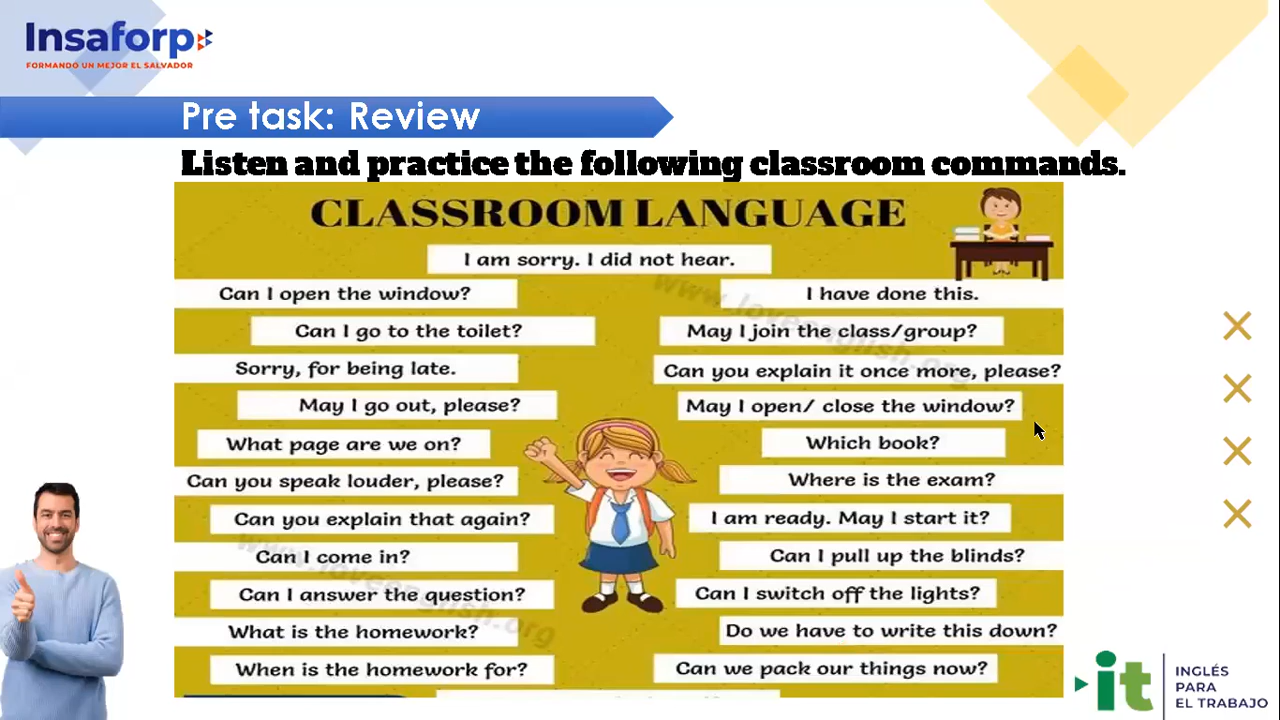 Insaforp
FORMANDO UN MEJOR EL SALVADOR
Pre task: Review
Listen and practice the following classroom commands.
CLASSROOM LANGUAGE
I am sorry. I did not hear.
Can I open the window?
Can I go to the toilet?
Sorry, for being late.
May I go out, please?
What page are we on?
Can you speak louder, please?
Can you explain that again?
Can I come in?
Can I answer the question?
What is the homework?
When is the homework for?
I have done this.
May I join the class/group?
Can you explain it once more, please?
May I open/ close the window?
Which book?
Where is the exam?
I am ready. May I start it?
Can I pull up the blinds?
Can I switch off the lights?
Do we have to write this down?
Can we pack our things now?
www.loveenglish.org
www.loveenglish.org
it
INGLÉS
PARA
EL TRABAJO